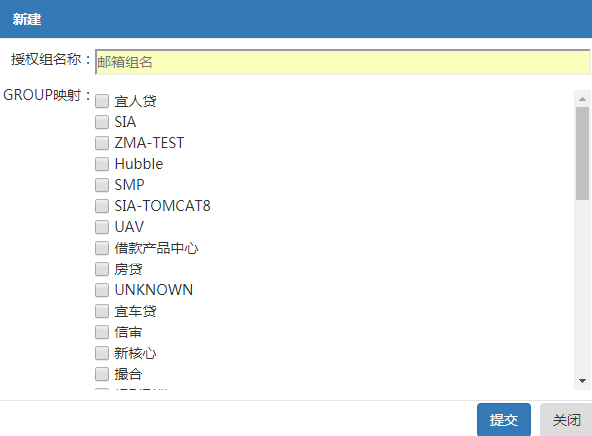 新建
授权组名称：邮箱组名
GROUP映射：
宜人贷
SIA
ZMA-TEST
Hubble
SMP
SIA-TOMCAT8
UAV
借款产品中心
房贷
UNKNOWN
宜车贷
信审
新核心
撮合
提交 关闭